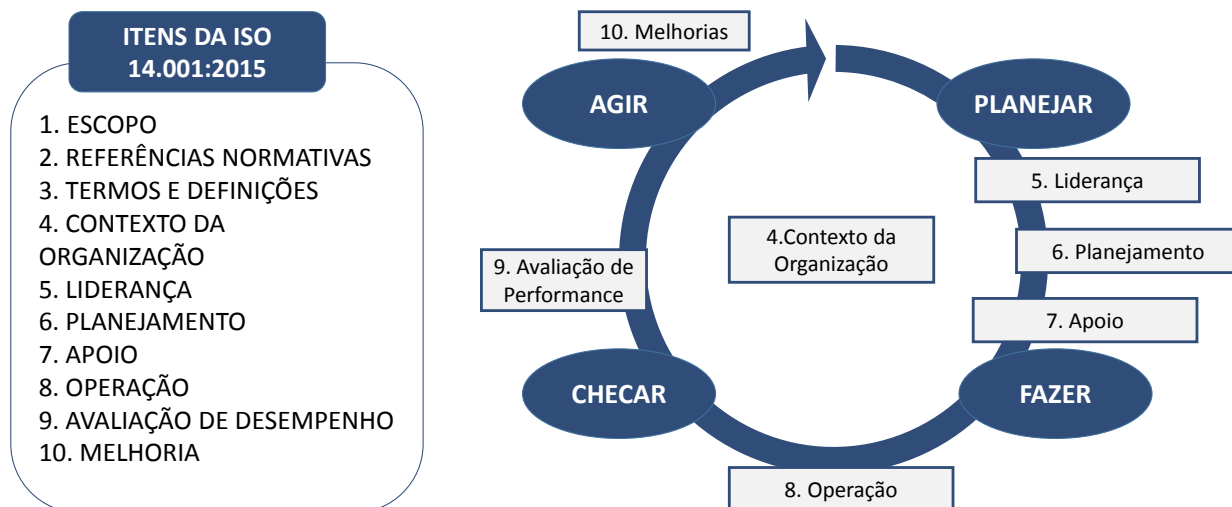 ITENS DA ISO
14.001:2015
1. ESCOPO
2. REFERÊNCIAS NORMATIVAS
3. TERMOS E DEFINIÇÕES
4. CONTEXTO DA
ORGANIZAÇÃO
5. LIDERANÇA
6. PLANEJAMENTO
7. APOIO
8. OPERAÇÃO
9. AVALIAÇÃO DE DESEMPENHO
10. MELHORIA
10. Melhorias
AGIR
PLANEJAR
5. Liderança
4.Contexto da
Organização
6. Planejamento
9. Avaliação de
Performance
7. Apoio
CHECAR
FAZER
8. Operação